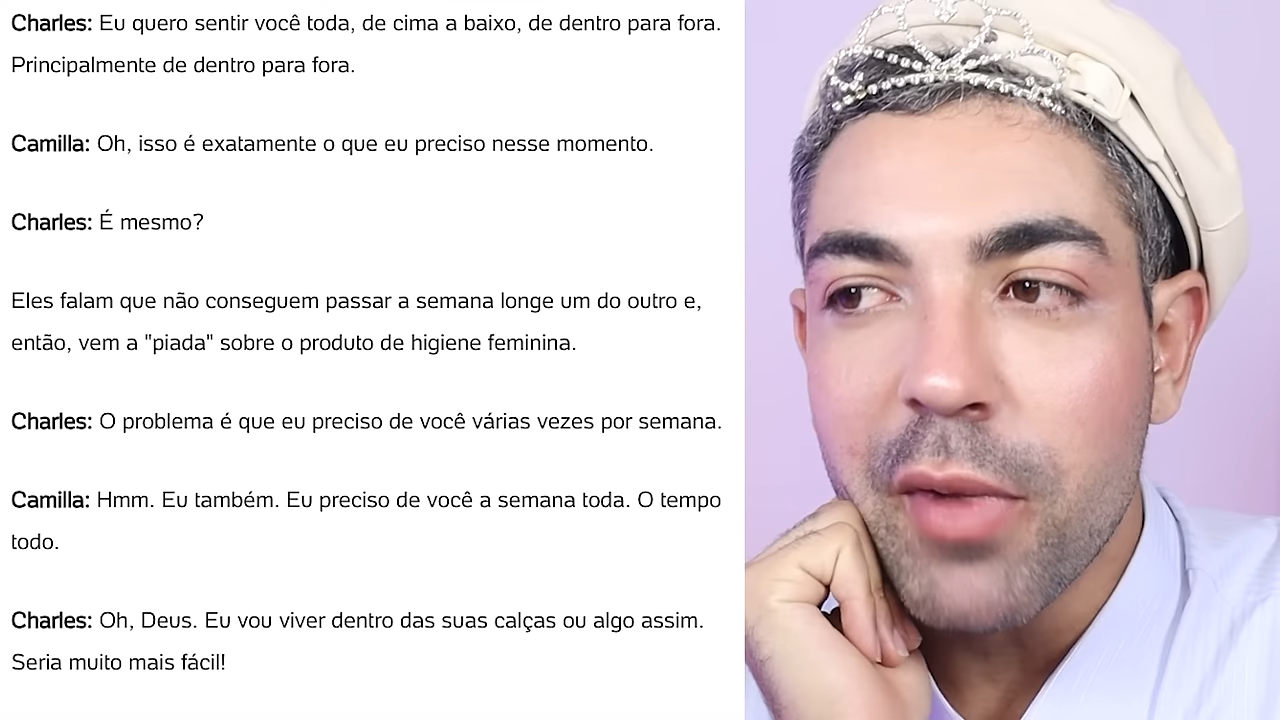 Charles: Eu quero sentir você toda, de cima a baixo, de dentro para fora.
Principalmente de dentro para fora.
Camilla: Oh, isso é exatamente o que eu preciso nesse momento.
Charles: É mesmo?
Eles falam que não conseguem passar a semana longe um do outro e,
então, vem a "piada" sobre o produto de higiene feminina.
Charles: O problema é que eu preciso de você várias vezes por semana.
Camilla: Hmm. Eu também. Eu preciso de você a semana toda. O tempo
todo.
Charles: Oh, Deus. Eu vou viver dentro das suas calças ou algo assim.
Seria muito mais fácil!